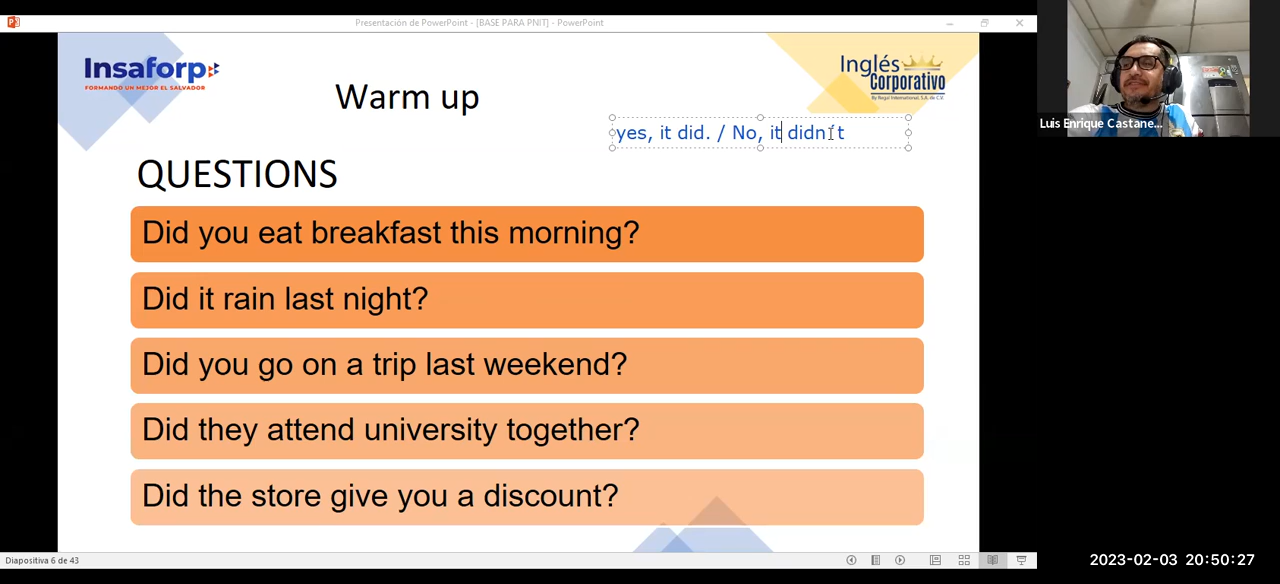 Presentación de PowerPoint - [BASE PARA PNIT] - PowerPoint
Insaforp
FORMANDO UN MEJOR EL SALVADOR
Warm up
Inglés
Corporativo
By Regal International, S.A. de C.V.
yes, it did. / No, it didn´t
QUESTIONS
Did you eat breakfast this morning?
Did it rain last night?
Did you go on a trip last weekend?
Did they attend university together?
Did the store give you a discount?
Diapositiva 6 de 43
Luis Enrique Castane...
2023-02-03 20:50:27